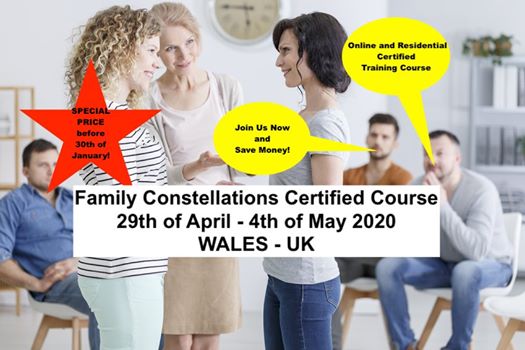 Online and Residential
Certified
Training Course
SPECIAL
PRICE
before
30th of
January!
Join Us Now
and
Save Money!
Family Constellations Certified Course
29th of April - 4th of May 2020
WALES - UK